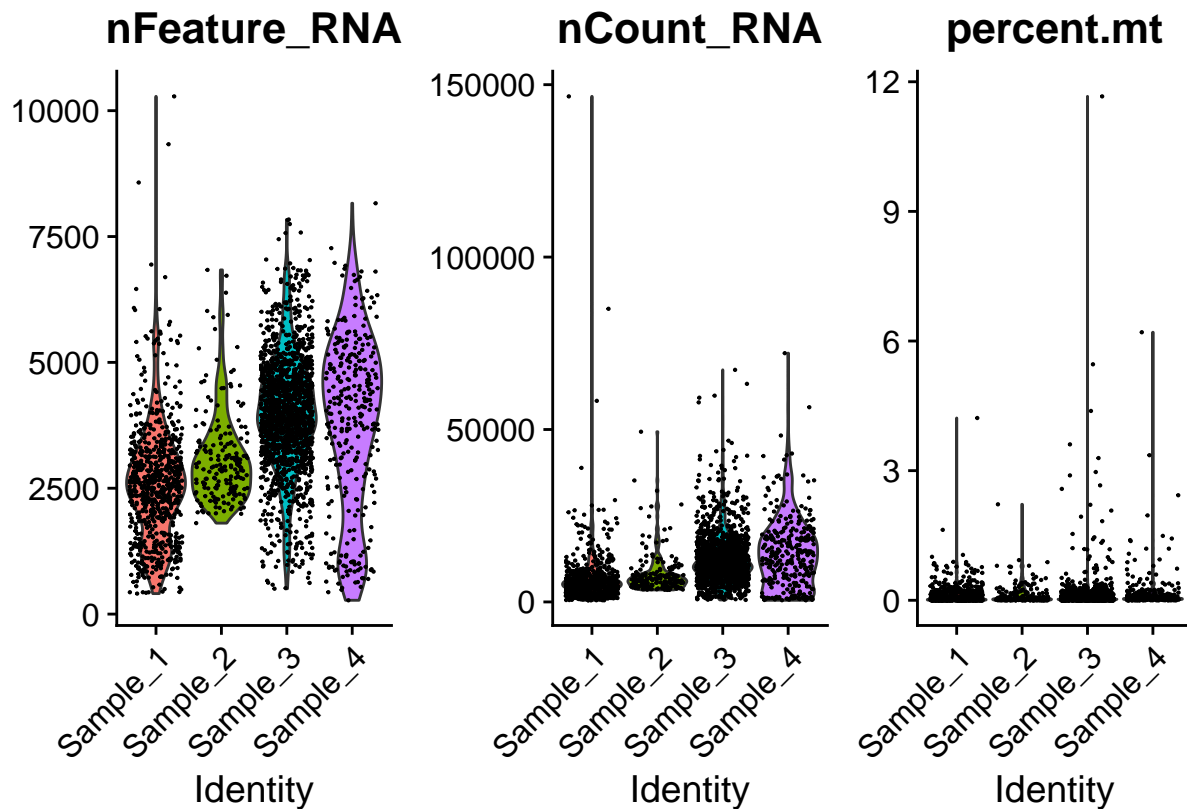 nFeature_RNA
10000
7500
5000
2500
0
Sample_1
Sample_2
Sample_3
Sample_4
Identity
nCount_RNA
150000
100000
50000
0
Sample_1
Sample_2
Sample_3
Sample_4
Identity
percent.mt
12
9
6
3
0
Sample_1
Sample_2
Sample_3
Sample_4
Identity